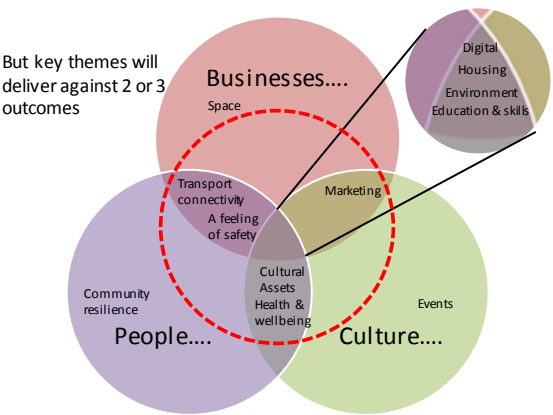 But key themes will
deliver against 2 or 3
outcomes
Businesses....
Space
Digital
Housing
Environment
Education & skills
Transport
connectivity
A feeling
of safety
Marketing
Cultural
Assets
Health &
wellbeing
Community
resilience
Events
People....
Culture....